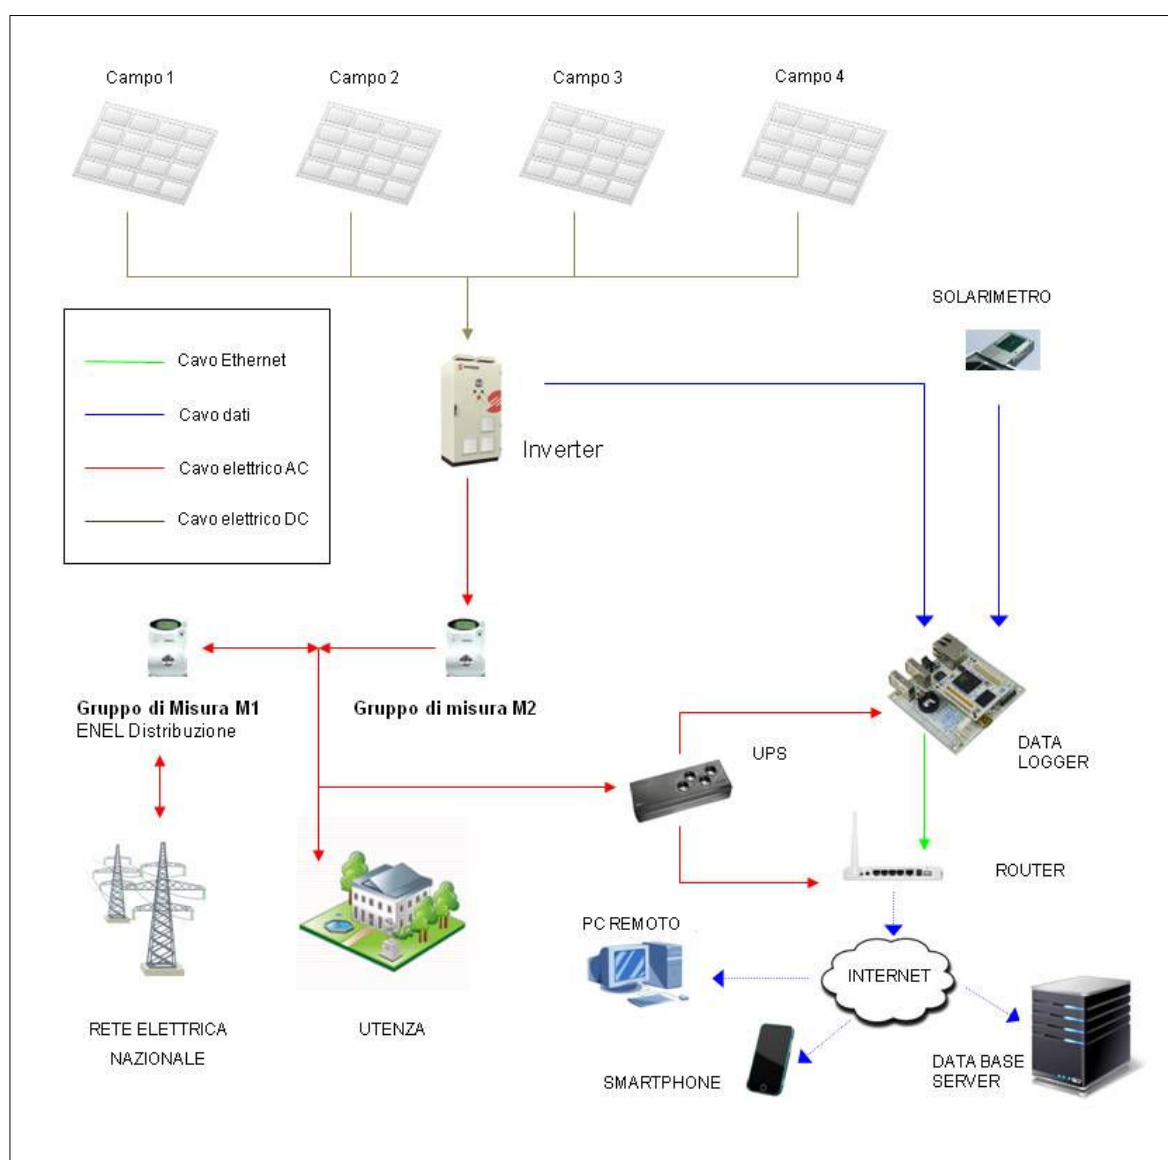 Campo 1
Campo 2
Campo 3
Campo 4
SOLARIMETRO
Cavo Ethernet
Cavo dati
Cavo elettrico AC
Cavo elettrico DC
Inverter
Gruppo di Misura M1
ENEL Distribuzione
Gruppo di misura M2
UPS
DATA
LOGGER
ROUTER
PC REMOTO
INTERNET
RETE ELETTRICA
NAZIONALE
UTENZA
SMARTPHONE
DATA BASE
SERVER